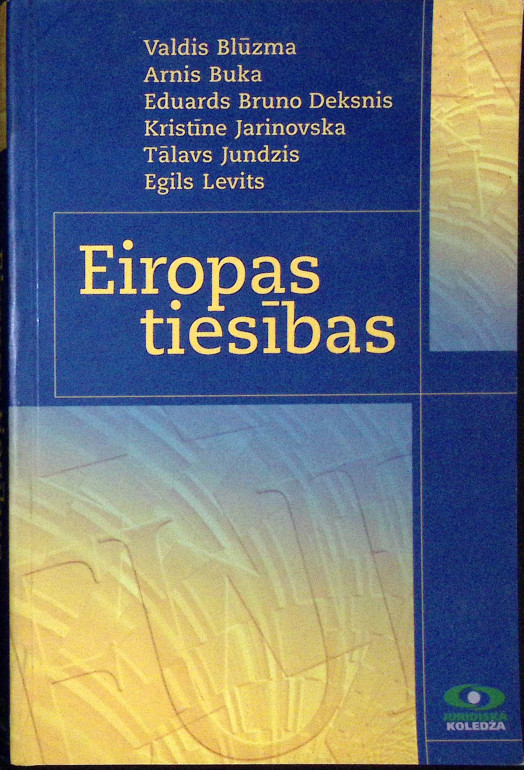 Valdis Blūzma
Arnis Buka
Eduards Bruno Deksnis
Kristīne Jarinovska
Tālavs Jundzis
Egils Levits
Eiropas
tiesības
JURIDISKĀ
KOLEDŽA